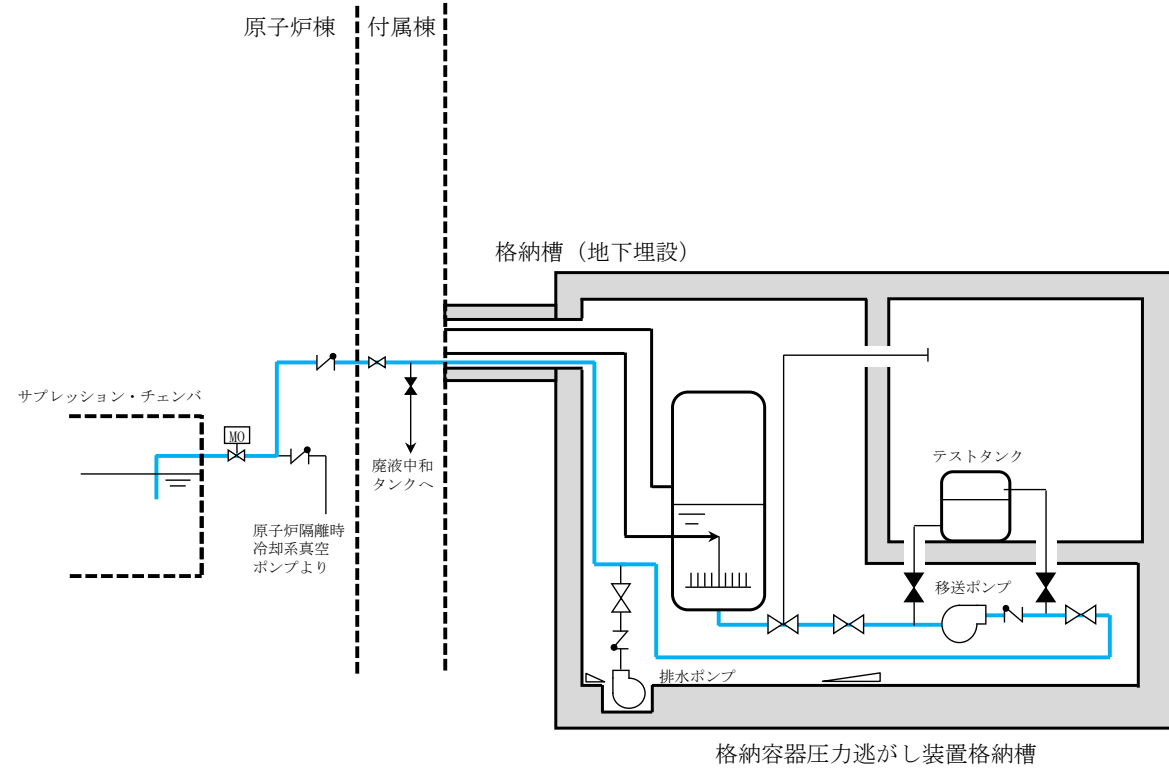 原子炉棟
付属棟
格納槽（地下埋設）
サプレッション・チェンバ
MO
廃液中和
タンクへ
原子炉隔離時
冷却系真空
ポンプより
テストタンク
移送ポンプ
排水ポンプ
格納容器圧力逃がし装置格納槽